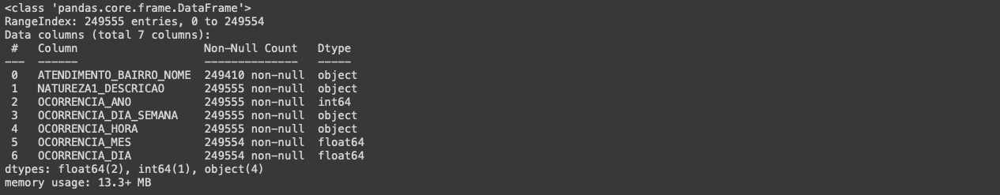 <class 'pandas.core.frame.DataFrame'>
RangeIndex: 249555 entries, 0 to 249554
Data columns (total 7 columns):
 #   Column                   Non-Null Count   Dtype
---  ------                   --------------   -----
 0   ATENDIMENTO_BAIRRO_NOME  249410 non-null  object
 1   NATUREZA1_DESCRICAO      249555 non-null  object
 2   OCORRENCIA_ANO           249555 non-null  int64
 3   OCORRENCIA_DIA_SEMANA    249555 non-null  object
 4   OCORRENCIA_HORA          249555 non-null  object
 5   OCORRENCIA_MES           249554 non-null  float64
 6   OCORRENCIA_DIA           249554 non-null  float64
dtypes: float64(2), int64(1), object(4)
memory usage: 13.3+ MB